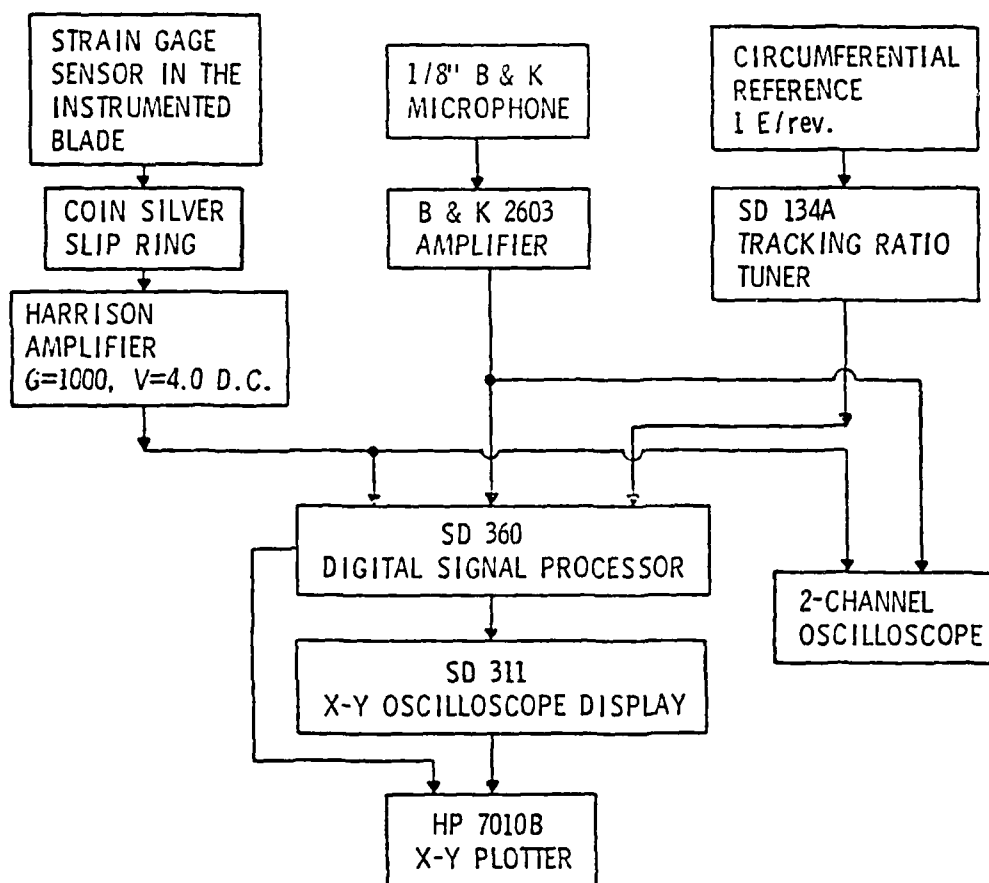 STRAIN GAGE
SENSOR IN THE
INSTRUMENTED
BLADE
1/8" B & K
MICROPHONE
CIRCUMFERENTIAL
REFERENCE
1 E/rev.
COIN SILVER
SLIP RING
B & K 2603
AMPLIFIER
SD 134A
TRACKING RATIO
TUNER
HARRISON
AMPLIFIER
G=1000, V=4.0 D.C.
SD 360
DIGITAL SIGNAL PROCESSOR
2-CHANNEL
OSCILLOSCOPE
SD 311
X-Y OSCILLOSCOPE DISPLAY
HP 7010B
X-Y PLOTTER